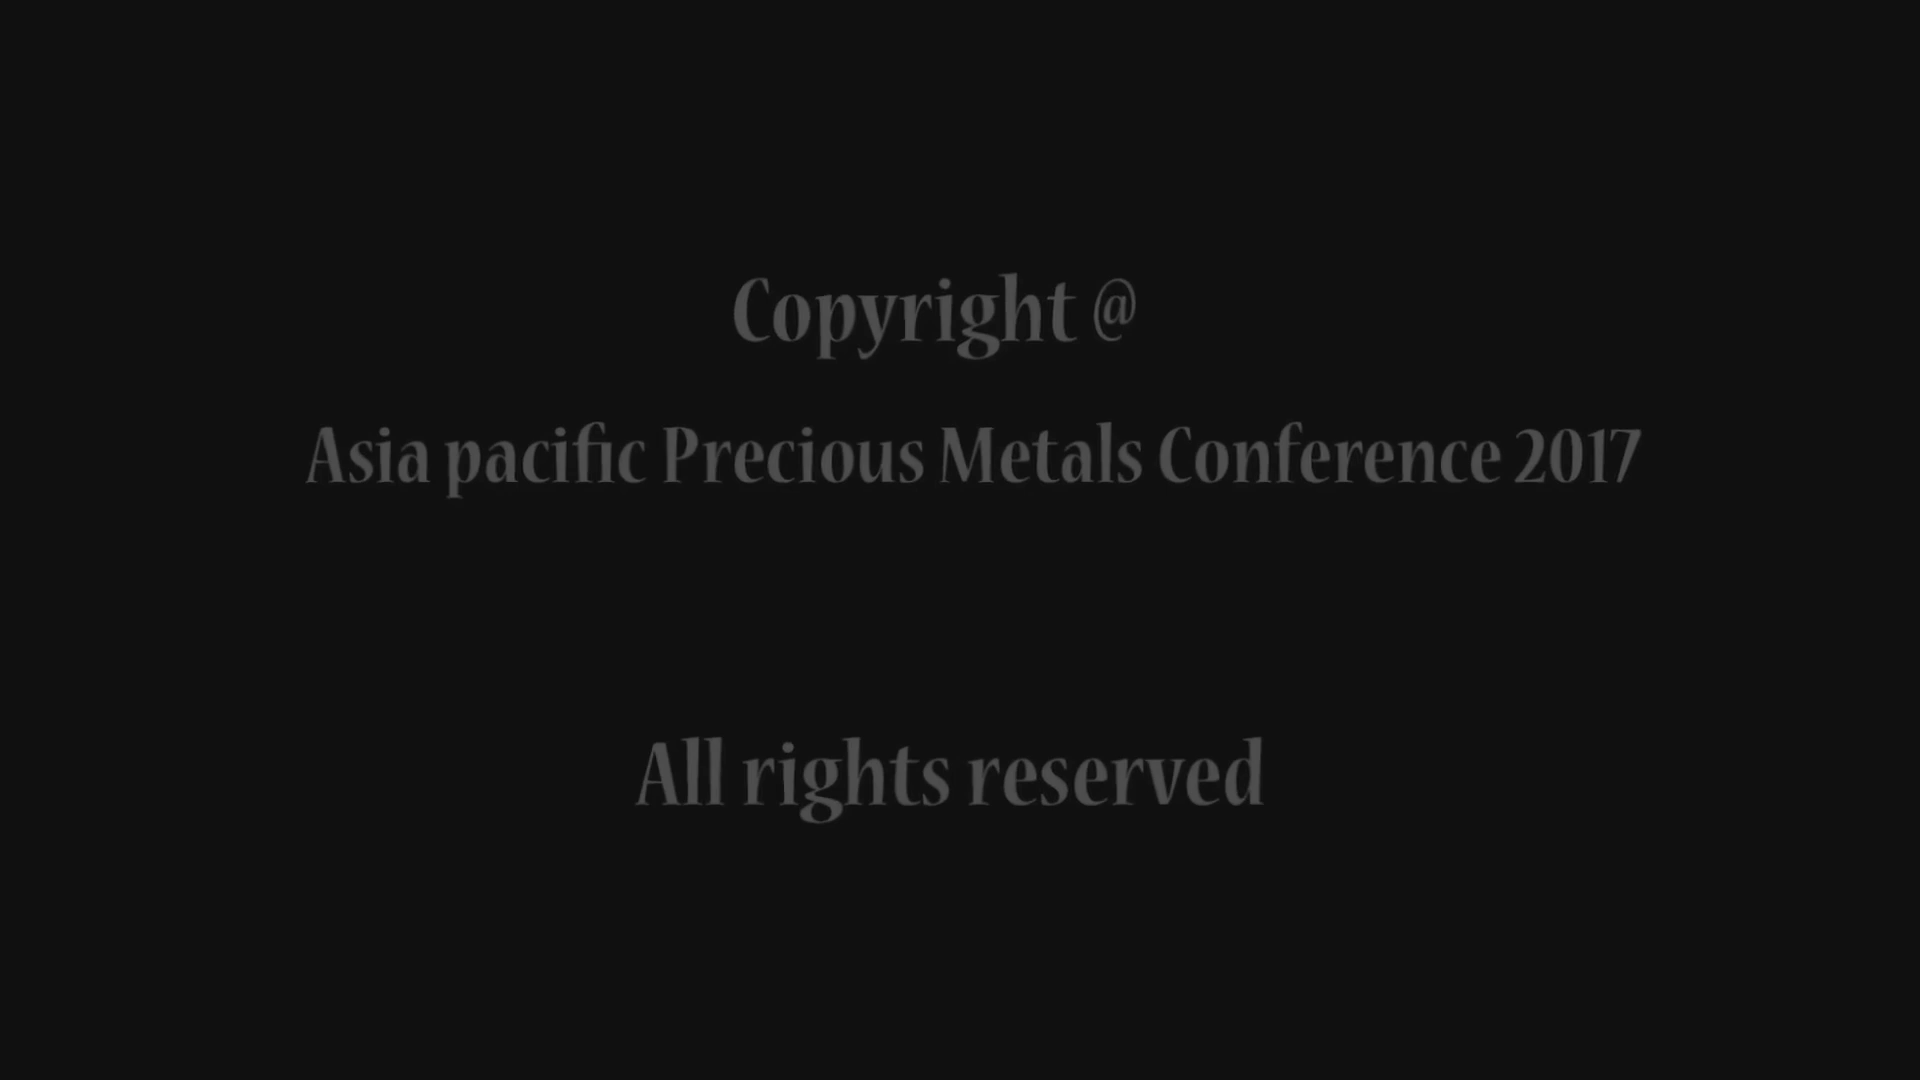 Copyright @
Asia pacific Precious Metals Conference 2017
All rights reserved